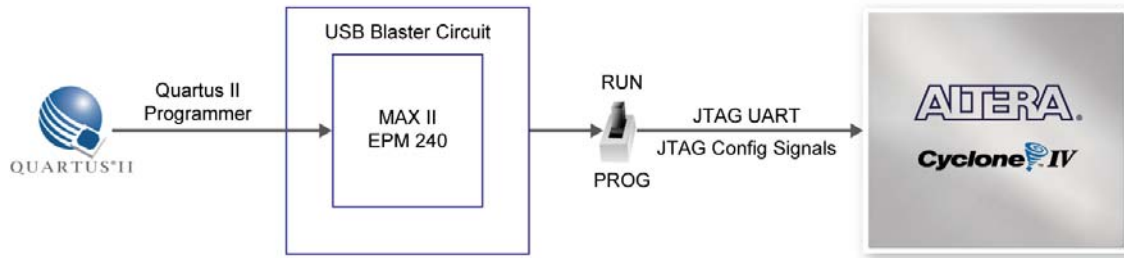 USB Blaster Circuit
Quartus II
Programmer
MAX II
EPM 240
QUARTUS®II
RUN
PROG
JTAG UART
JTAG Config Signals
ALTERA®
Cyclone™ IV